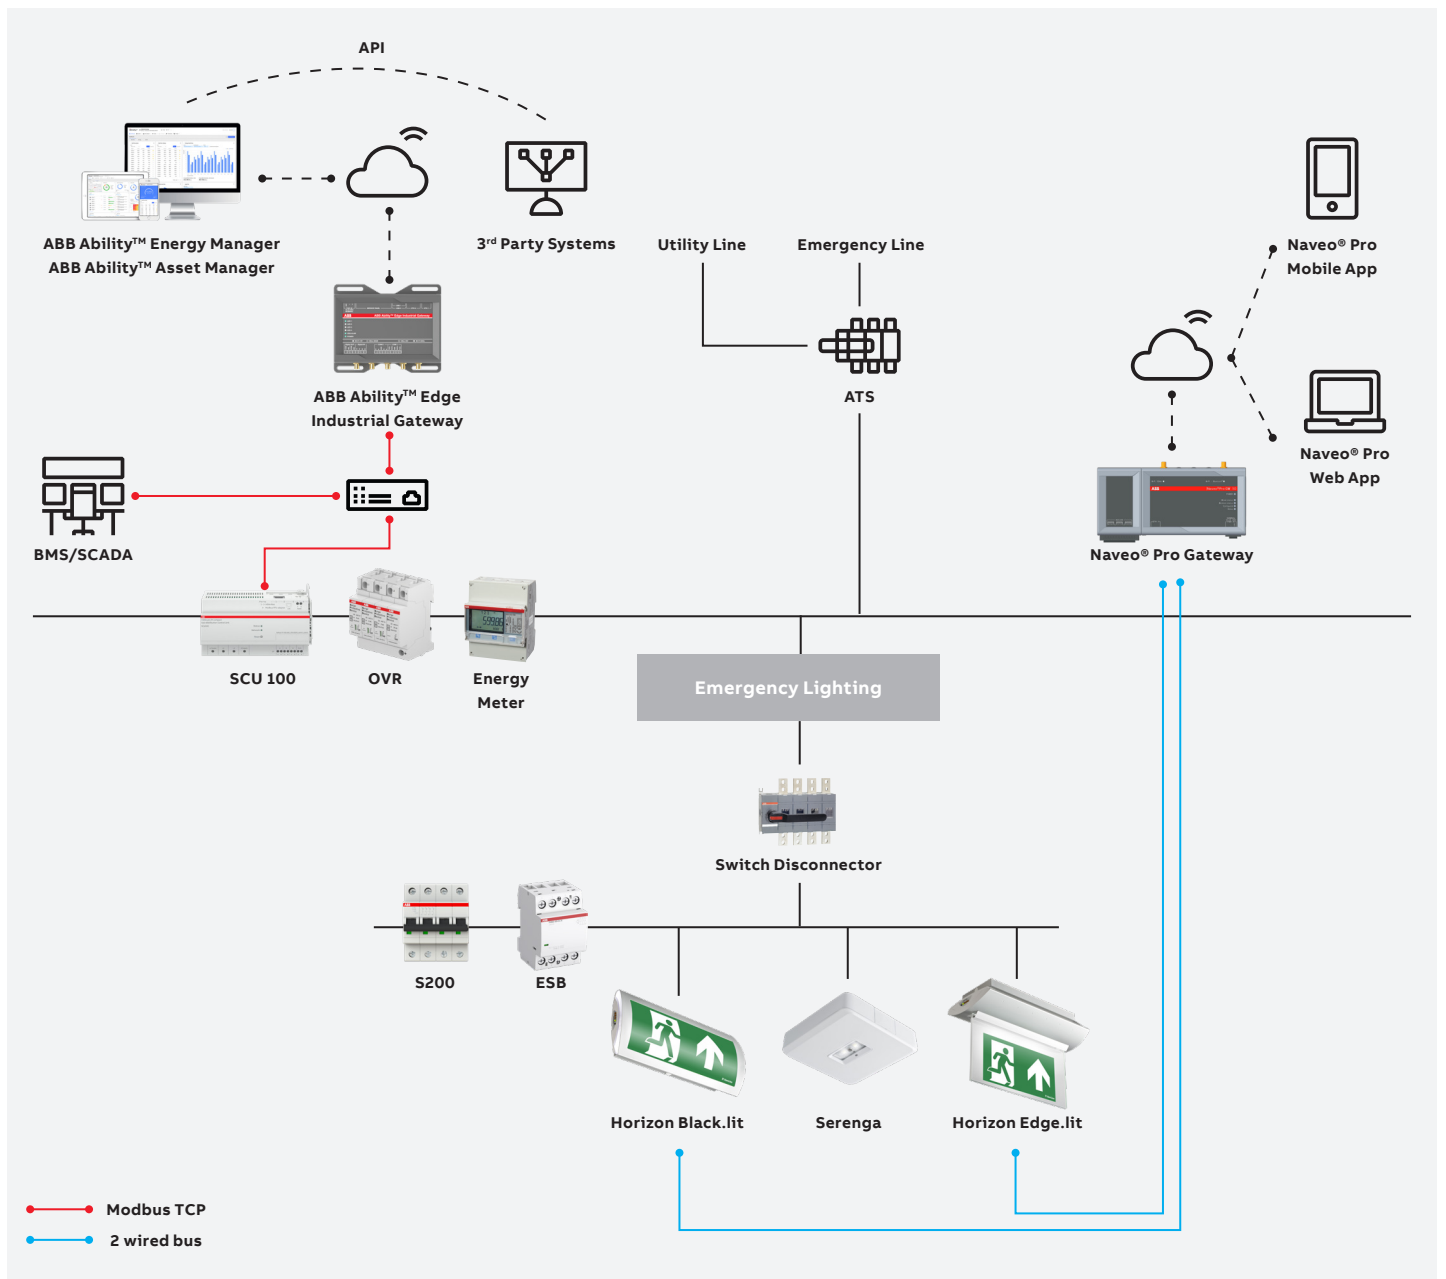 API
ABB Ability™ Energy Manager
ABB Ability™ Asset Manager
3rd Party Systems
Utility Line
Emergency Line
Naveo® Pro
Mobile App
ABB Ability™ Edge
Industrial Gateway
ATS
Naveo® Pro
Web App
BMS/SCADA
Naveo® Pro Gateway
SCU 100
OVR
Energy
Meter
Emergency Lighting
Switch Disconnector
S200
ESB
Horizon Black.lit
Serenga
Horizon Edge.lit
Modbus TCP
2 wired bus